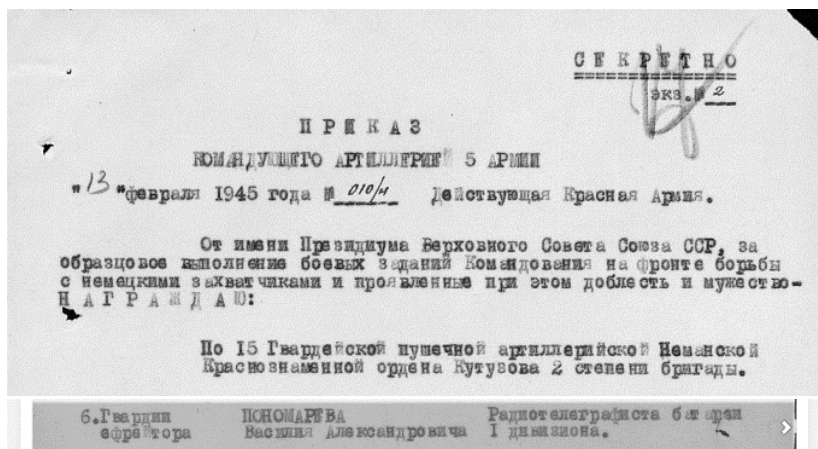 С Е К Р Е Т Н О
экз.№ 2
П Р И К А З
КОМАНДУЮЩЕГО АРТИЛЛЕРИЕЙ 5 АРМИИ
"13" февраля 1945 года № 010/н Действующая Красная Армия.
От имени Президиума Верховного Совета Союза ССР, за
образцовое выполнение боевых заданий Командования на фронте борьбы
с немецкими захватчиками и проявленные при этом доблесть и мужество-
Н А Г Р А Ж Д А Ю:
По 15 Гвардейской пушечной артиллерийской Неманской
Краснознаменной ордена Кутузова 2 степени бригады.
6.Гвардии ПОНОМАРЕВА Радиотелеграфиста батареи
ефрейтора Василия Александровича I дивизиона.